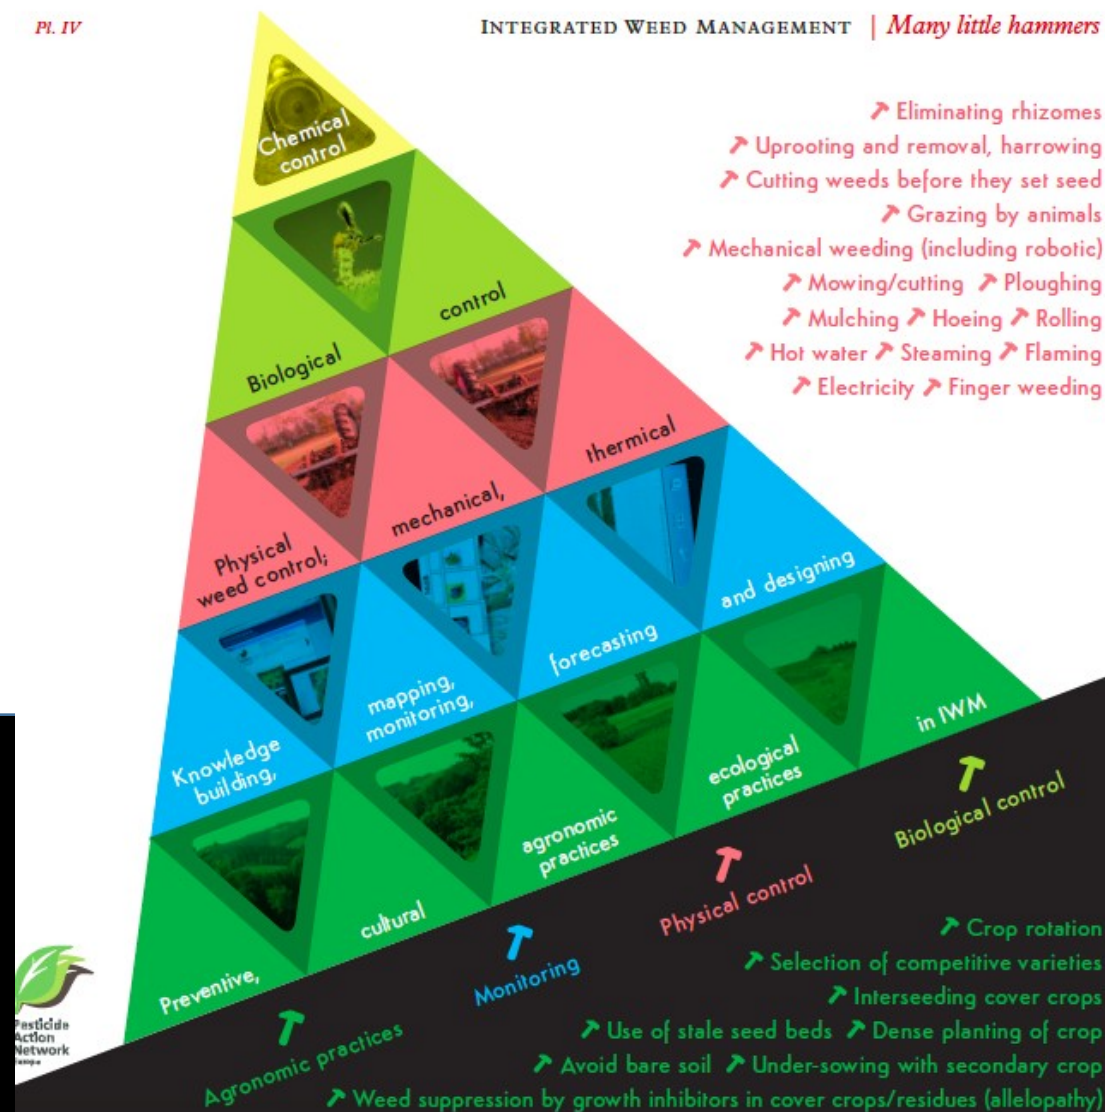 Pl. IV
INTEGRATED WEED MANAGEMENT | Many little hammers
Eliminating rhizomes
Uprooting and removal, harrowing
Cutting weeds before they set seed
Grazing by animals
Mechanical weeding (including robotic)
Mowing/cutting Ploughing
Mulching Hoeing Rolling
Hot water Steaming Flaming
Electricity Finger weeding
Chemical
control
Biological
control
Physical
weed control;
mechanical,
thermical
Knowledge
building,
mapping,
monitoring,
forecasting
and designing
Preventive,
cultural
agronomic
practices
ecological
practices
in IWM
Agronomic practices
Monitoring
Physical control
Biological control
Crop rotation
Selection of competitive varieties
Interseeding cover crops
Use of stale seed beds Dense planting of crop
Avoid bare soil Under-sowing with secondary crop
Weed suppression by growth inhibitors in cover crops/residues (allelopathy)
Pesticide
Action
Network
Europe